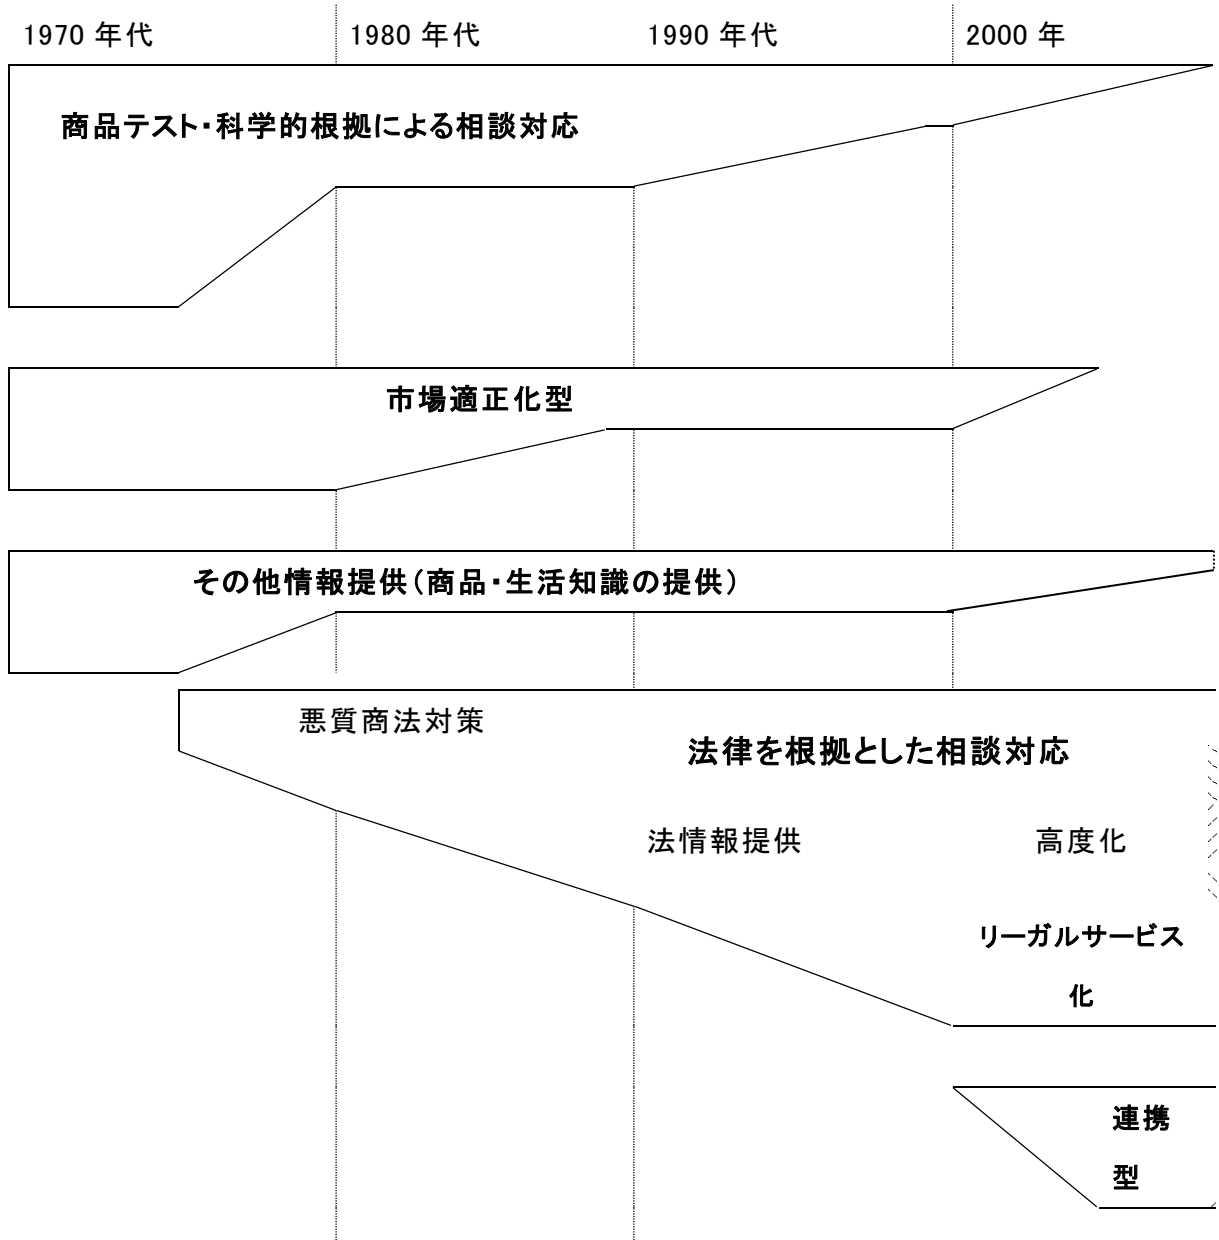 1970 年代 1980 年代 1990 年代 2000 年
商品テスト・科学的根拠による相談対応
市場適正化型
その他情報提供（商品・生活知識の提供）
悪質商法対策
法律を根拠とした相談対応
法情報提供 高度化
リーガルサービス
化
連携
型